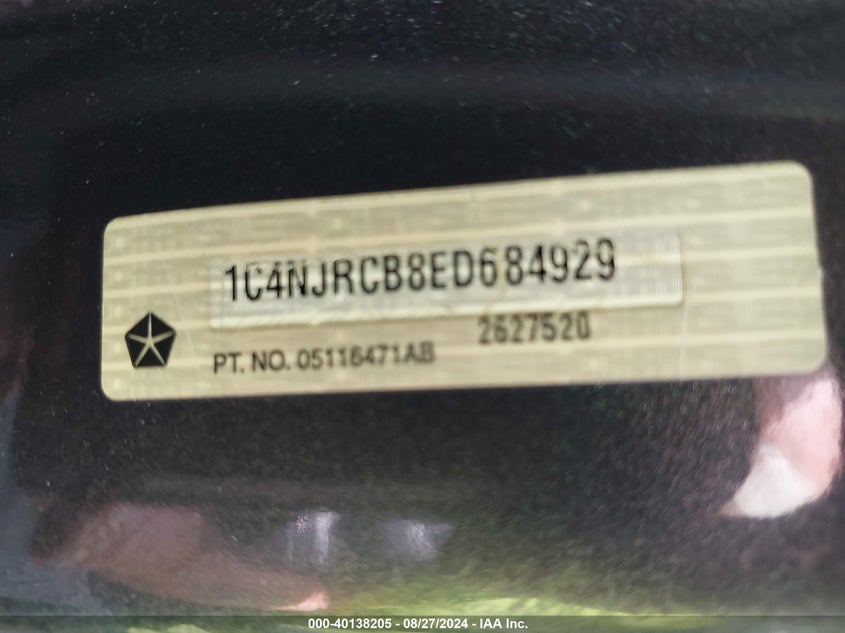 1C4NJRCB8ED684929
2627520
PT. NO. 05116471AB
000-40138205 - 08/27/2024 - IAA Inc.